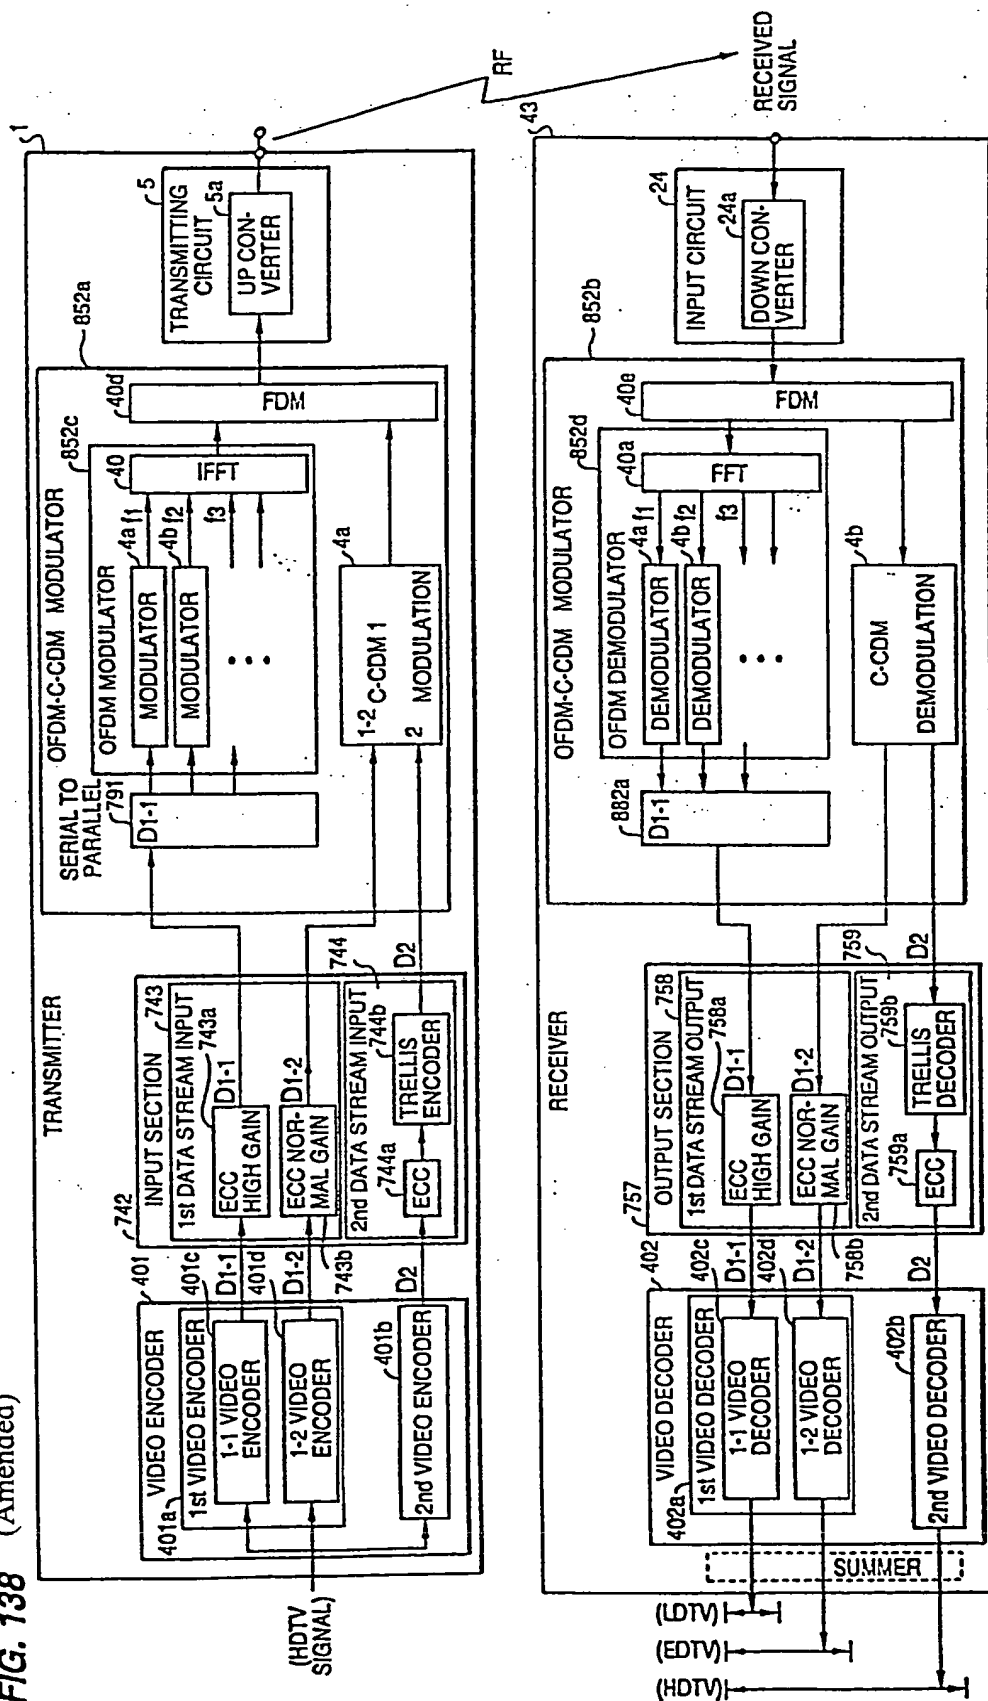 FIG. 138 (Amended)
TRANSMITTER
1
(HDTV
SIGNAL)
401
VIDEO ENCODER
401a
1st VIDEO ENCODER
401c
1-1 VIDEO
ENCODER
401d
1-2 VIDEO
ENCODER
401b
2nd VIDEO ENCODER
D1-1
D1-2
D2
742
INPUT SECTION
743
1st DATA STREAM INPUT
743a
ECC
HIGH GAIN
D1-1
ECC NOR-
MAL GAIN
D1-2
743b
744
2nd DATA STREAM INPUT
744a
ECC
744b
TRELLIS
ENCODER
D2
852a
OFDM-C-CDM MODULATOR
SERIAL TO
PARALLEL
791
D1-1
852c
OFDM MODULATOR
MODULATOR
4a
f1
MODULATOR
4b
f2
f3
40
IFFT
40d
FDM
4a
1-2
C-CDM 1
2
MODULATION
5
TRANSMITTING
CIRCUIT
5a
UP CON-
VERTER
RF
RECEIVED
SIGNAL
RECEIVER
43
24
INPUT CIRCUIT
24a
DOWN CON-
VERTER
852b
OFDM-C-CDM MODULATOR
40e
FDM
852d
OFDM DEMODULATOR
40a
FFT
4a
f1
DEMODULATOR
4b
f2
DEMODULATOR
f3
882a
D1-1
4b
C-CDM
DEMODULATION
757
OUTPUT SECTION
758
1st DATA STREAM OUTPUT
758a
ECC
HIGH GAIN
D1-1
ECC NOR-
MAL GAIN
D1-2
758b
759
2nd DATA STREAM OUTPUT
759a
ECC
759b
TRELLIS
DECODER
D2
D1-1
D1-2
D2
402
VIDEO DECODER
402a
1st VIDEO DECODER
402c
1-1 VIDEO
DECODER
402d
1-2 VIDEO
DECODER
402b
2nd VIDEO DECODER
SUMMER
(LDTV)
(EDTV)
(HDTV)